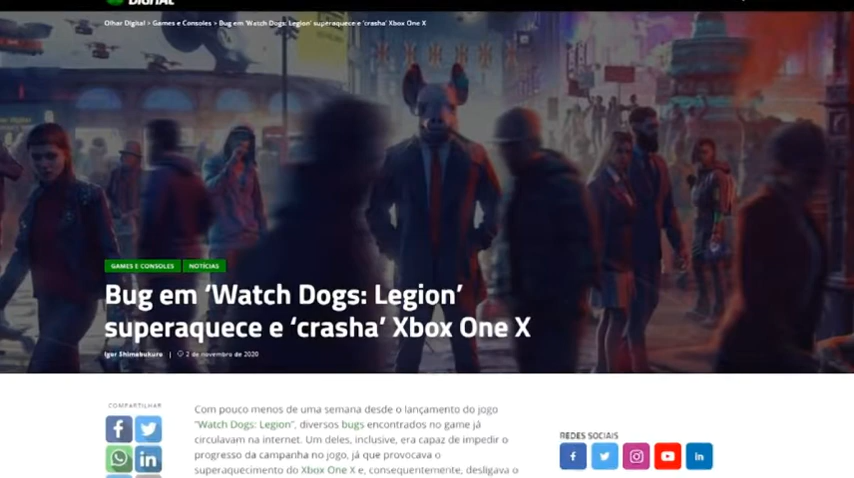 DIGITAL
Olhar Digital > Games e Consoles > Bug em 'Watch Dogs: Legion' superaquece e 'crasha' Xbox One X
GAMES E CONSOLES NOTÍCIAS
Bug em ‘Watch Dogs: Legion’
superaquece e ‘crasha’ Xbox One X
Igor Shimabukuro | 2 de novembro de 2020
COMPARTILHAR
Com pouco menos de uma semana desde o lançamento do jogo
“Watch Dogs: Legion”, diversos bugs encontrados no game já
circulavam na internet. Um deles, inclusive, era capaz de impedir o
progresso da campanha no jogo, já que provocava o
superaquecimento do Xbox One X e, consequentemente, desligava o
REDES SOCIAIS